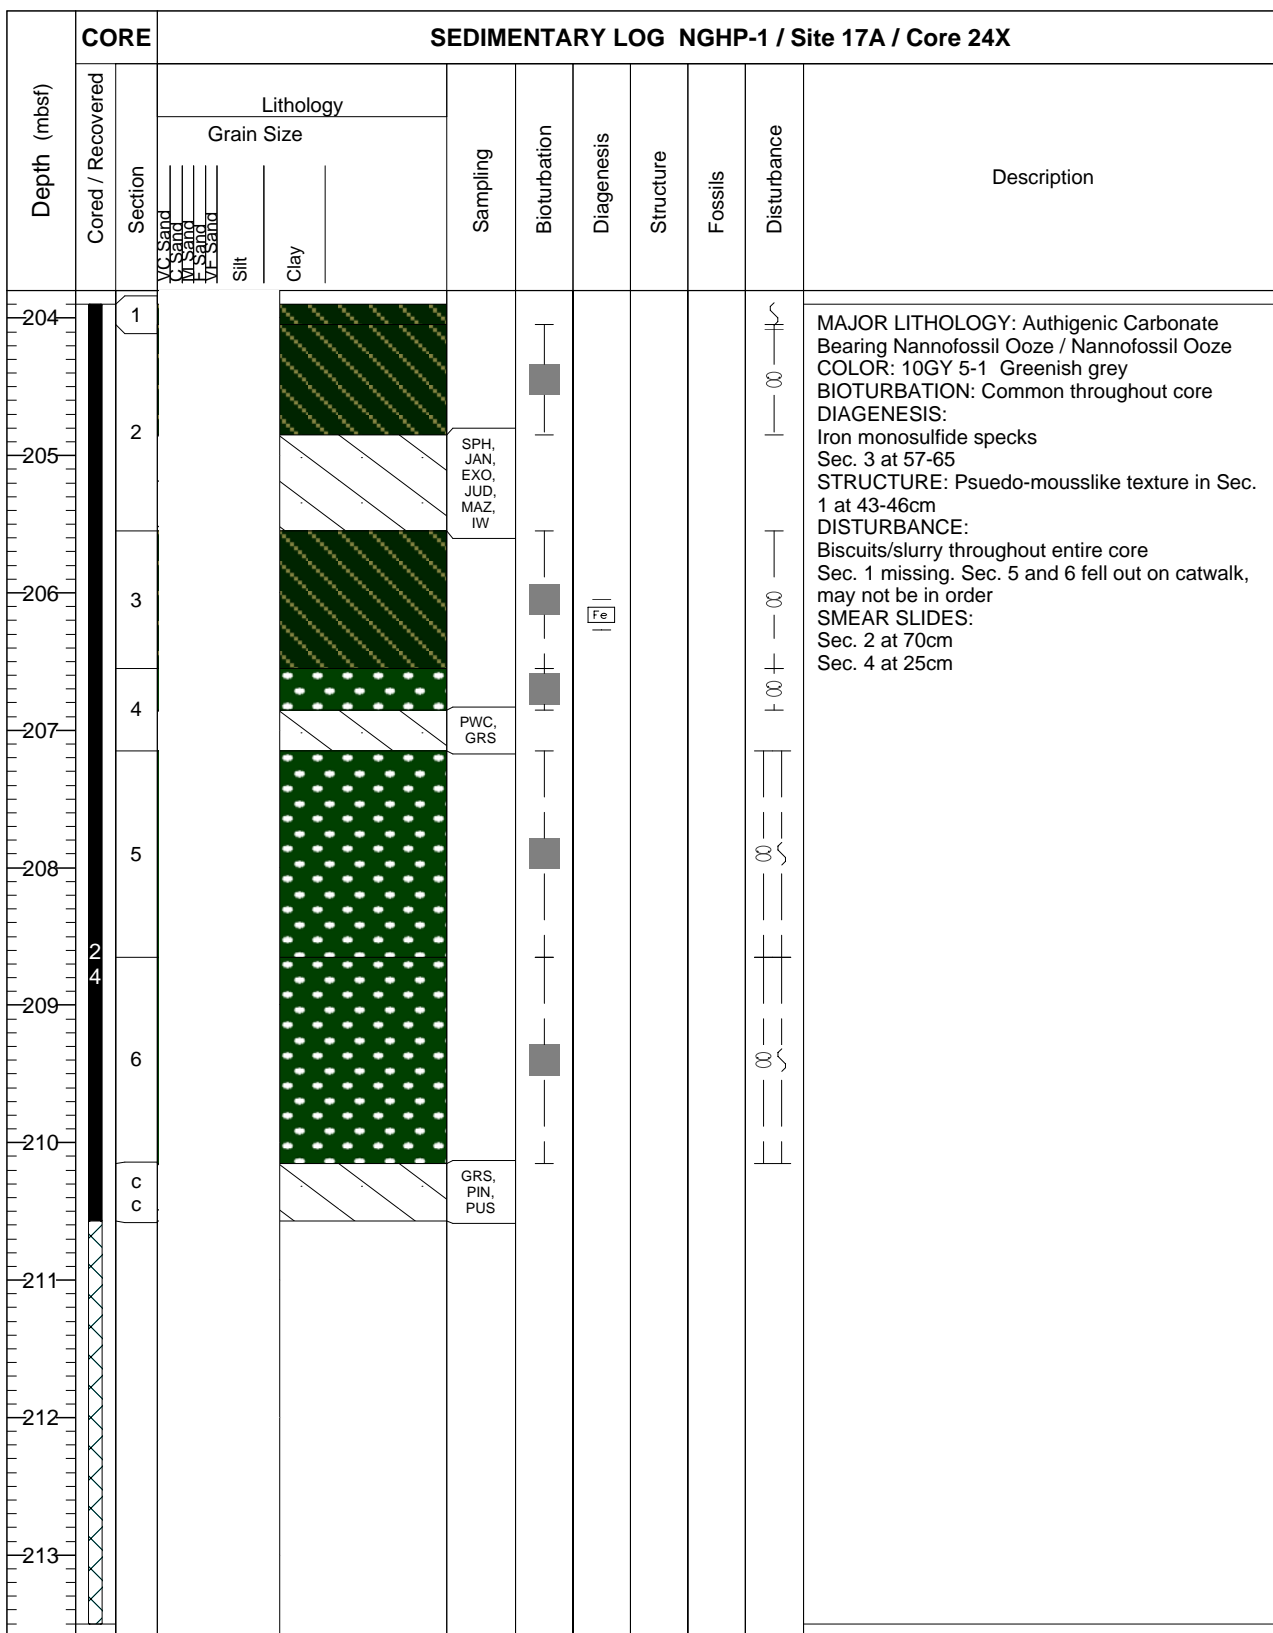 CORE
SEDIMENTARY LOG NGHP-1 / Site 17A / Core 24X
Depth (mbsf)
Cored / Recovered
Section
Lithology
Grain Size
VC Sand
C Sand
M Sand
F Sand
VF Sand
Silt
Clay
Sampling
Bioturbation
Diagenesis
Structure
Fossils
Disturbance
Description
204
205
206
207
208
209
210
211
212
213
2
4
1
2
3
4
5
6
c
c
SPH,
JAN,
EXO,
JUD,
MAZ,
IW
PWC,
GRS
GRS,
PIN,
PUS
Fe
MAJOR LITHOLOGY: Authigenic Carbonate
Bearing Nannofossil Ooze / Nannofossil Ooze
COLOR: 10GY 5-1 Greenish grey
BIOTURBATION: Common throughout core
DIAGENESIS:
Iron monosulfide specks
Sec. 3 at 57-65
STRUCTURE: Psuedo-mousslike texture in Sec.
1 at 43-46cm
DISTURBANCE:
Biscuits/slurry throughout entire core
Sec. 1 missing. Sec. 5 and 6 fell out on catwalk,
may not be in order
SMEAR SLIDES:
Sec. 2 at 70cm
Sec. 4 at 25cm